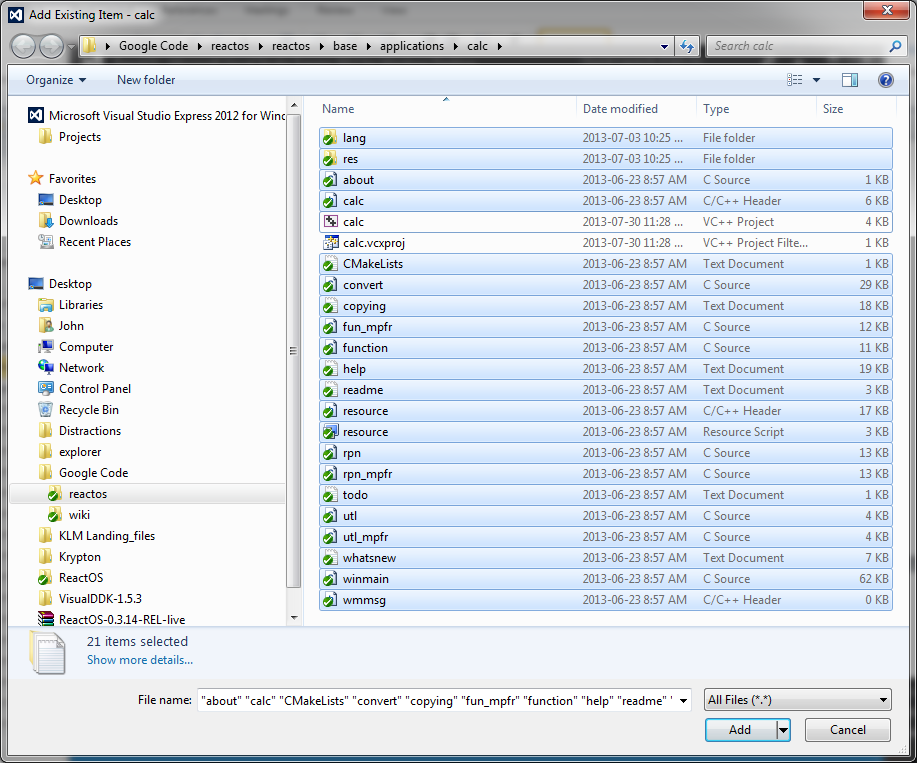 Add Existing Item - calc
Google Code reactos reactos base applications calc
Search calc
Organize New folder
Microsoft Visual Studio Express 2012 for Winc
Projects
Favorites
Desktop
Downloads
Recent Places
Desktop
Libraries
John
Computer
Network
Control Panel
Recycle Bin
Distractions
explorer
Google Code
reactos
wiki
KLM Landing_files
Krypton
ReactOS
VisualDDK-1.5.3
ReactOS-0.3.14-REL-live
Name Date modified Type Size
lang 2013-07-03 10:25 ... File folder
res 2013-07-03 10:25 ... File folder
about 2013-06-23 8:57 AM C Source 1 KB
calc 2013-06-23 8:57 AM C/C++ Header 6 KB
calc 2013-07-30 11:28 ... VC++ Project 4 KB
calc.vcxproj 2013-07-30 11:28 ... VC++ Project Filte... 1 KB
CMakeLists 2013-06-23 8:57 AM Text Document 1 KB
convert 2013-06-23 8:57 AM C Source 29 KB
copying 2013-06-23 8:57 AM Text Document 18 KB
fun_mpfr 2013-06-23 8:57 AM C Source 12 KB
function 2013-06-23 8:57 AM C Source 11 KB
help 2013-06-23 8:57 AM Text Document 19 KB
readme 2013-06-23 8:57 AM Text Document 3 KB
resource 2013-06-23 8:57 AM C/C++ Header 17 KB
resource 2013-06-23 8:57 AM Resource Script 3 KB
rpn 2013-06-23 8:57 AM C Source 13 KB
rpn_mpfr 2013-06-23 8:57 AM C Source 13 KB
todo 2013-06-23 8:57 AM Text Document 1 KB
utl 2013-06-23 8:57 AM C Source 4 KB
utl_mpfr 2013-06-23 8:57 AM C Source 4 KB
whatsnew 2013-06-23 8:57 AM Text Document 7 KB
winmain 2013-06-23 8:57 AM C Source 62 KB
wmmsg 2013-06-23 8:57 AM C/C++ Header 0 KB
21 items selected
Show more details...
File name: "about" "calc" "CMakeLists" "convert" "copying" "fun_mpfr" "function" "help" "readme" '
All Files (*.*)
Add Cancel